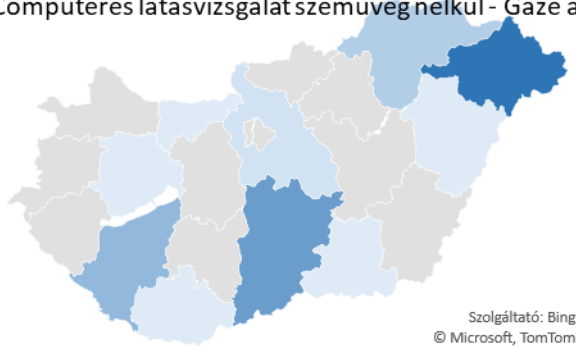 Computeres látásvizsgálat szemüveg nélkül - Gaze a
Szolgáltató: Bing
© Microsoft, TomTom